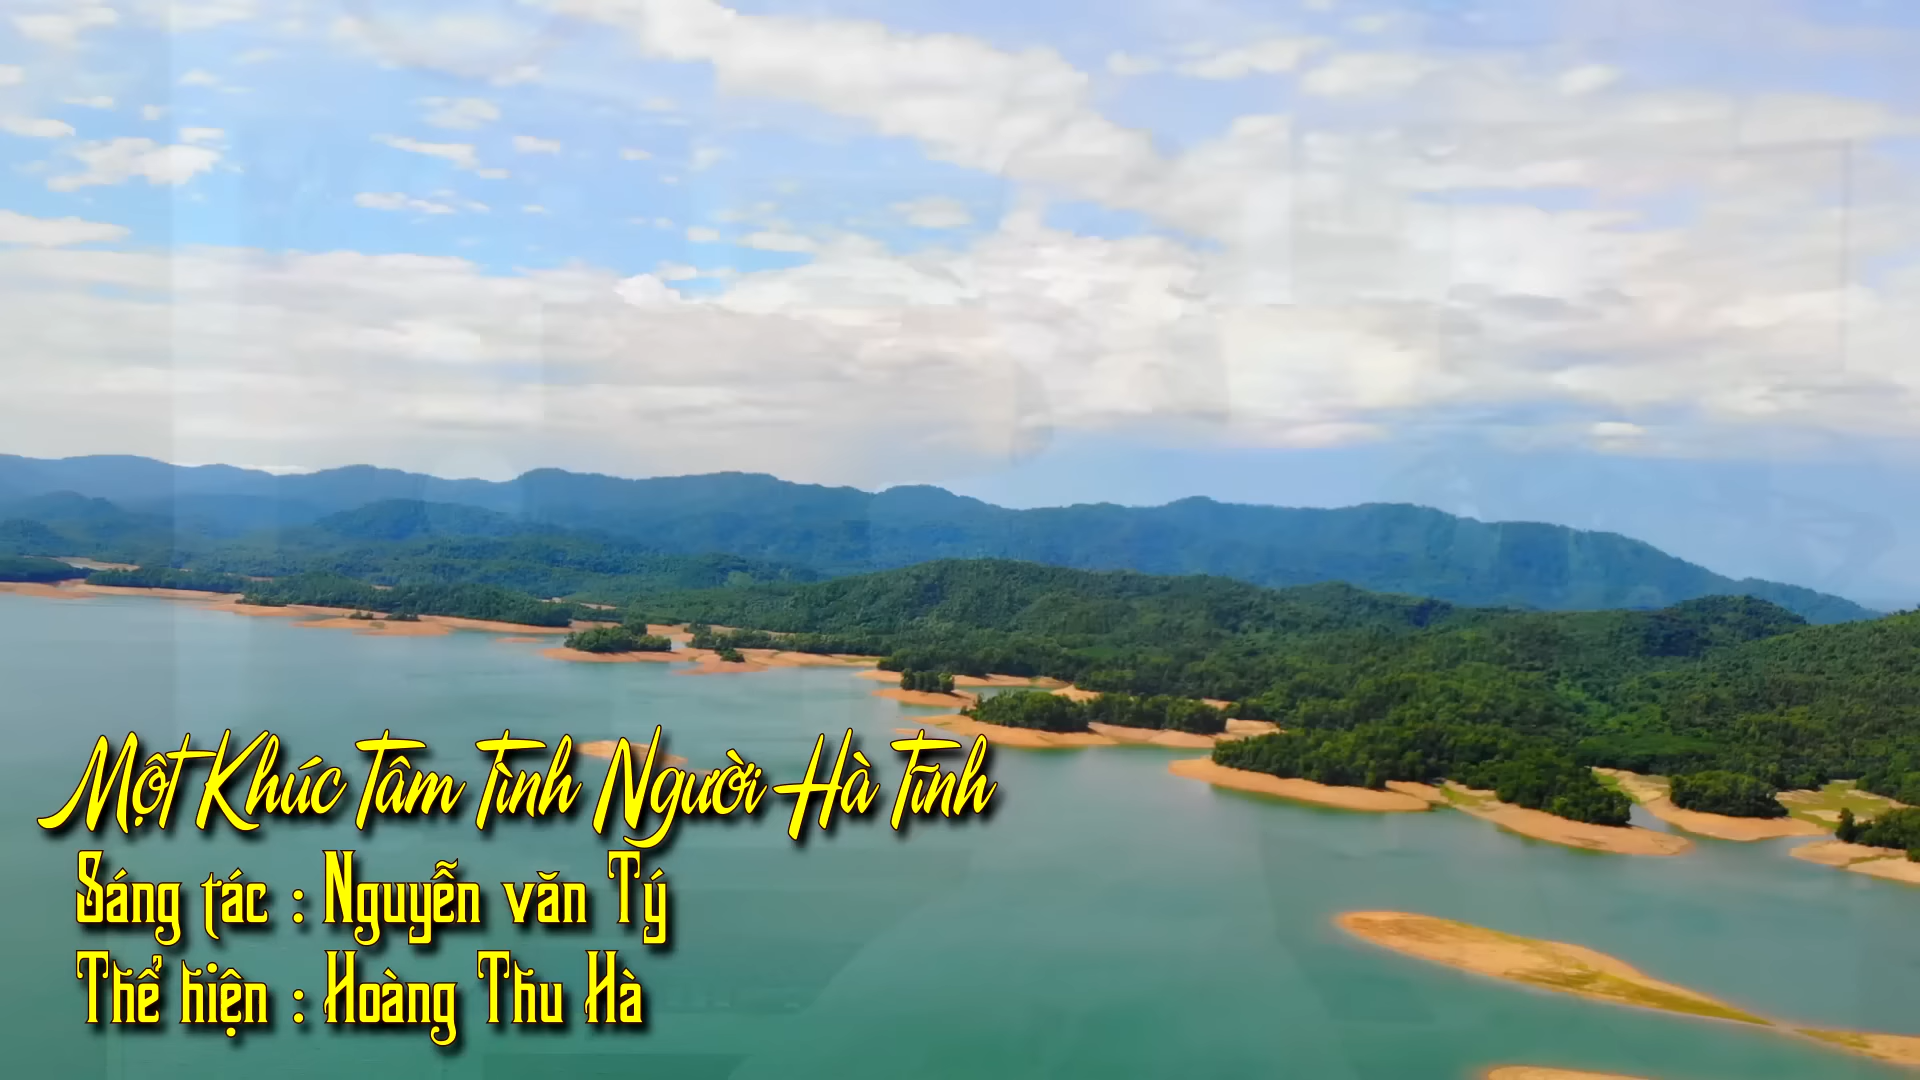 Một Khúc Tâm Tình Người Hà Tĩnh
Sáng tác : Nguyễn văn Tý
Thể hiện : Hoàng Thu Hà